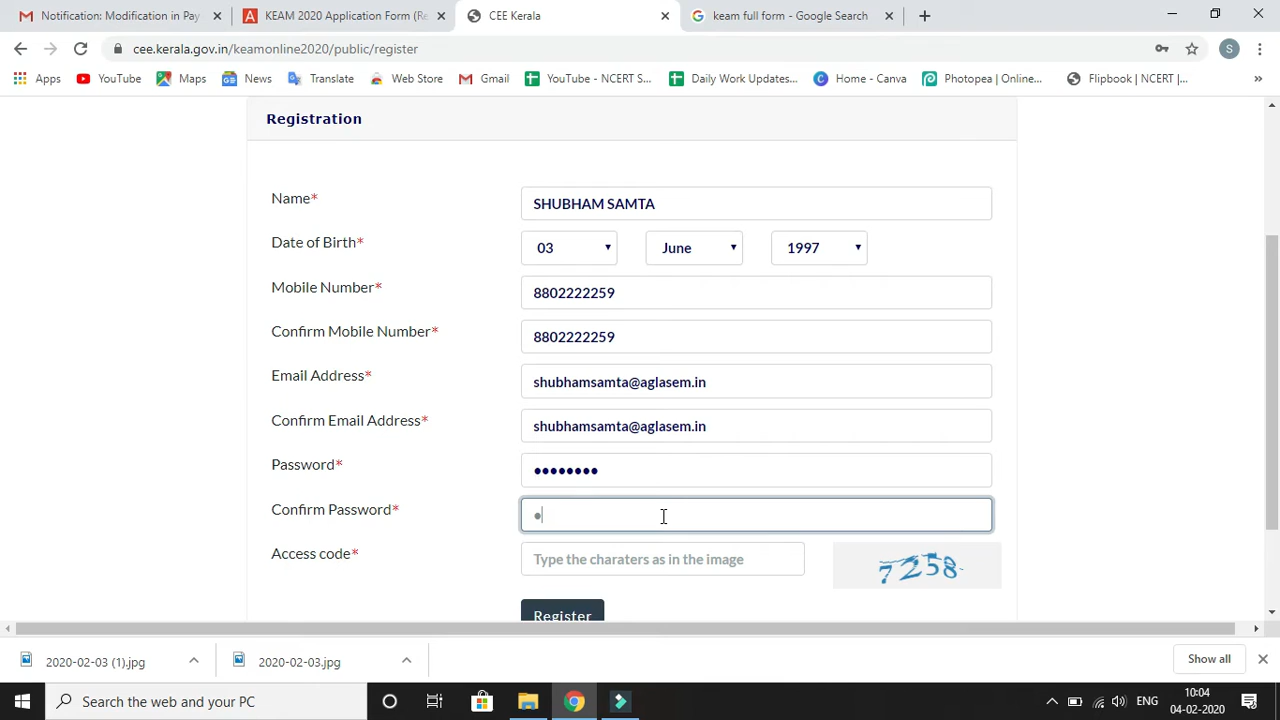 Notification: Modification in Pay
KEAM 2020 Application Form (Re
CEE Kerala
keam full form - Google Search
cee.kerala.gov.in/keamonline2020/public/register
S
Apps
YouTube
Maps
News
Translate
Web Store
Gmail
YouTube - NCERT S...
Daily Work Updates...
Home - Canva
Photopea | Online...
Flipbook | NCERT |...
»
Registration
Name*
SHUBHAM SAMTA
Date of Birth*
03
June
1997
Mobile Number*
8802222259
Confirm Mobile Number*
8802222259
Email Address*
shubhamsamta@aglasem.in
Confirm Email Address*
shubhamsamta@aglasem.in
Password*
••••••••
Confirm Password*
•
Access code*
Type the charaters as in the image
7258
Register
2020-02-03 (1).jpg
2020-02-03.jpg
Show all
Search the web and your PC
ENG
10:04
04-02-2020